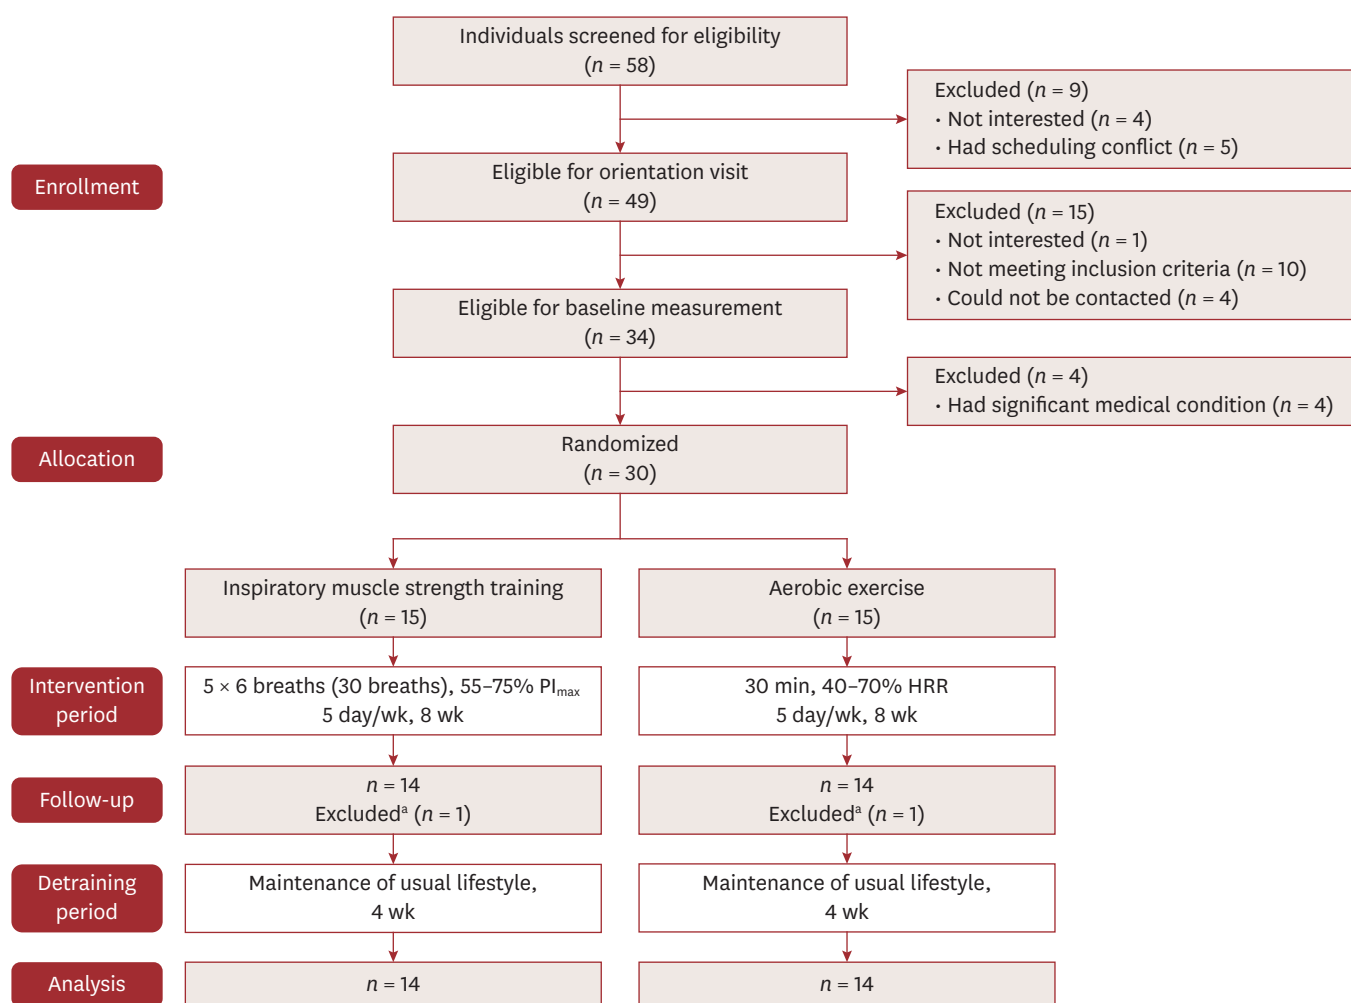 Individuals screened for eligibility
(n = 58)
Excluded (n = 9)
• Not interested (n = 4)
• Had scheduling conflict (n = 5)
Enrollment
Eligible for orientation visit
(n = 49)
Excluded (n = 15)
• Not interested (n = 1)
• Not meeting inclusion criteria (n = 10)
• Could not be contacted (n = 4)
Eligible for baseline measurement
(n = 34)
Excluded (n = 4)
• Had significant medical condition (n = 4)
Allocation
Randomized
(n = 30)
Inspiratory muscle strength training
(n = 15)
Aerobic exercise
(n = 15)
Intervention
period
5 × 6 breaths (30 breaths), 55–75% PImax
5 day/wk, 8 wk
30 min, 40–70% HRR
5 day/wk, 8 wk
Follow-up
n = 14
Excludedᵃ (n = 1)
n = 14
Excludedᵃ (n = 1)
Detraining
period
Maintenance of usual lifestyle,
4 wk
Maintenance of usual lifestyle,
4 wk
Analysis
n = 14
n = 14